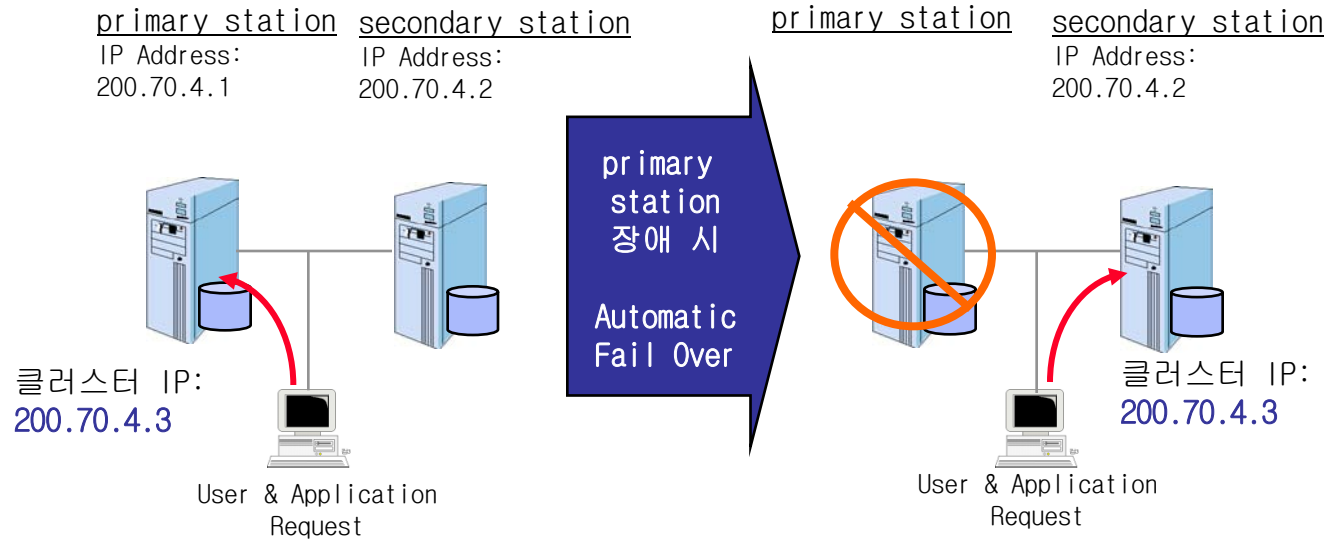 primary station
IP Address:
200.70.4.1
secondary station
IP Address:
200.70.4.2
클러스터 IP:
200.70.4.3
User & Application
Request
primary
station
장애 시
Automatic
Fail Over
primary station
secondary station
IP Address:
200.70.4.2
클러스터 IP:
200.70.4.3
User & Application
Request